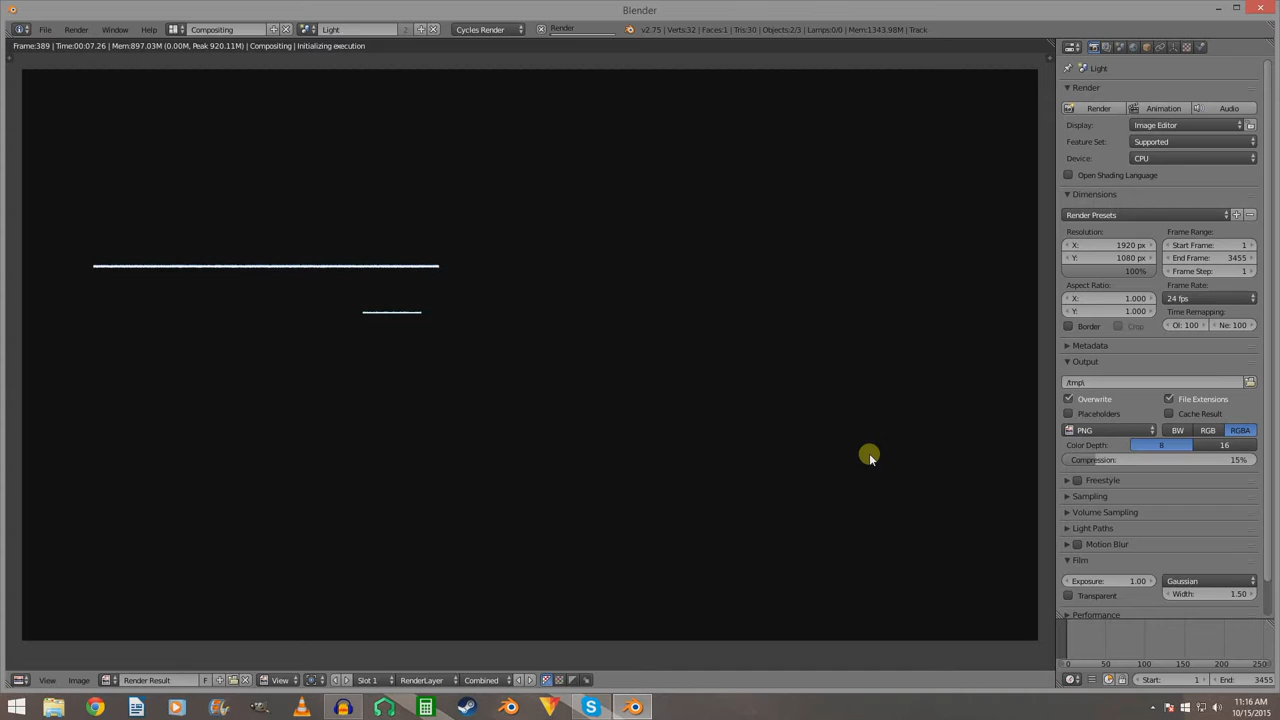 Blender
File Render Window Help Compositing Light 2 Cycles Render Render v2.75 | Verts:32 | Faces:1 | Tris:30 | Objects:2/3 | Lamps:0/0 | Mem:1343.98M | Track
Frame:389 | Time:00:07.26 | Mem:897.03M (0.00M, Peak 920.11M) | Compositing | Initializing execution
Light
Render
Render Animation Audio
Display: Image Editor
Feature Set: Supported
Device: CPU
Open Shading Language
Dimensions
Render Presets
Resolution: Frame Range:
X: 1920 px Start Frame: 1
Y: 1080 px End Frame: 3455
100% Frame Step: 1
Aspect Ratio: Frame Rate:
X: 1.000 24 fps
Y: 1.000 Time Remapping:
Border Crop Ol: 100 Ne: 100
Metadata
Output
/tmp\
Overwrite File Extensions
Placeholders Cache Result
PNG BW RGB RGBA
Color Depth: 8 16
Compression: 15%
Freestyle
Sampling
Volume Sampling
Light Paths
Motion Blur
Film
Exposure: 1.00 Gaussian
Transparent Width: 1.50
Performance
0 50 100 150 200 250
View Image Render Result F View Slot 1 RenderLayer Combined Start: 1 End: 3455
11:16 AM
10/15/2015